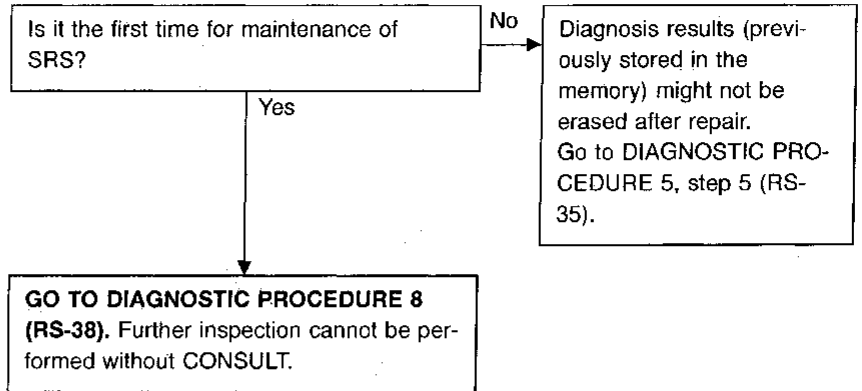 Is it the first time for maintenance of
SRS?
No
Diagnosis results (previ-
ously stored in the
memory) might not be
erased after repair.
Go to DIAGNOSTIC PRO-
CEDURE 5, step 5 (RS-
35).
Yes
GO TO DIAGNOSTIC PROCEDURE 8
(RS-38). Further inspection cannot be per-
formed without CONSULT.